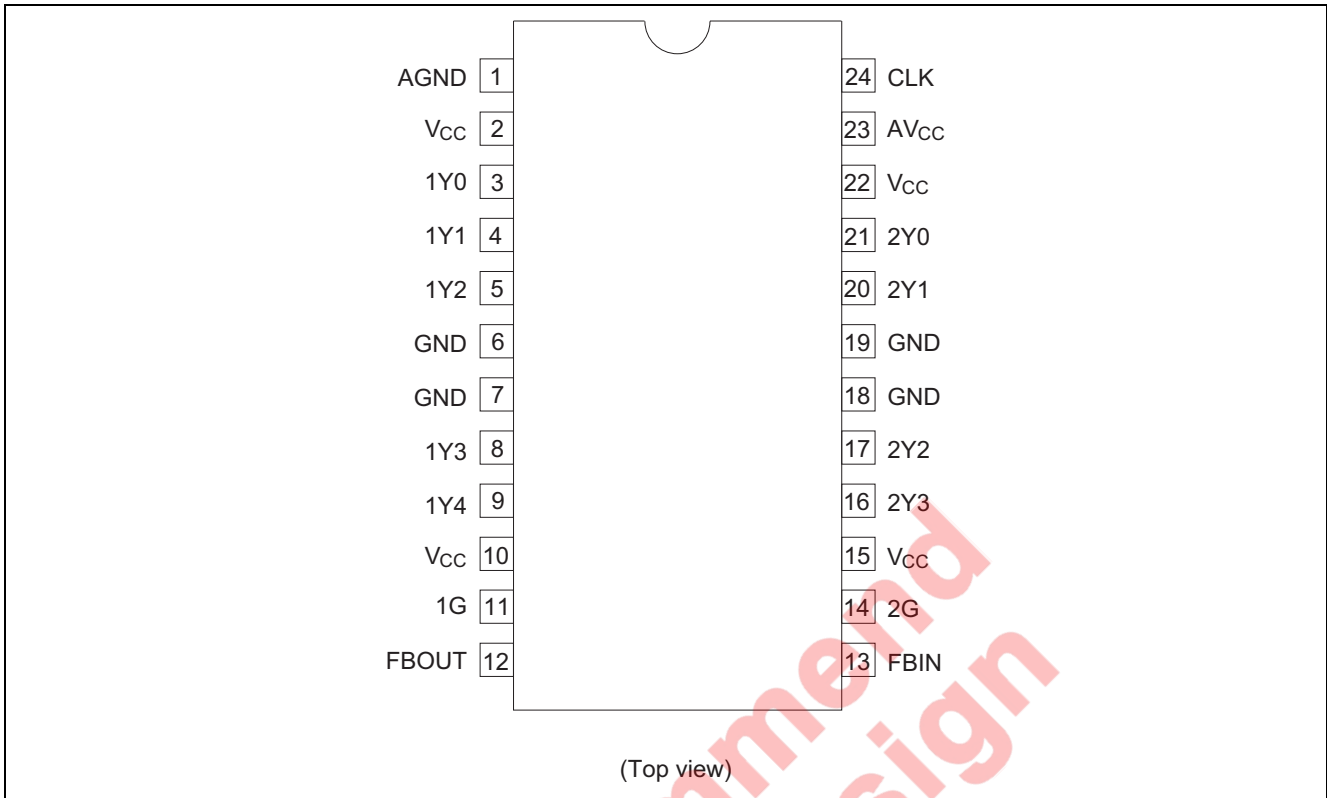 AGND 1
VCC 2
1Y0 3
1Y1 4
1Y2 5
GND 6
GND 7
1Y3 8
1Y4 9
VCC 10
1G 11
FBOUT 12
24 CLK
23 AVCC
22 VCC
21 2Y0
20 2Y1
19 GND
18 GND
17 2Y2
16 2Y3
15 VCC
14 2G
13 FBIN
(Top view)
mmend
sign